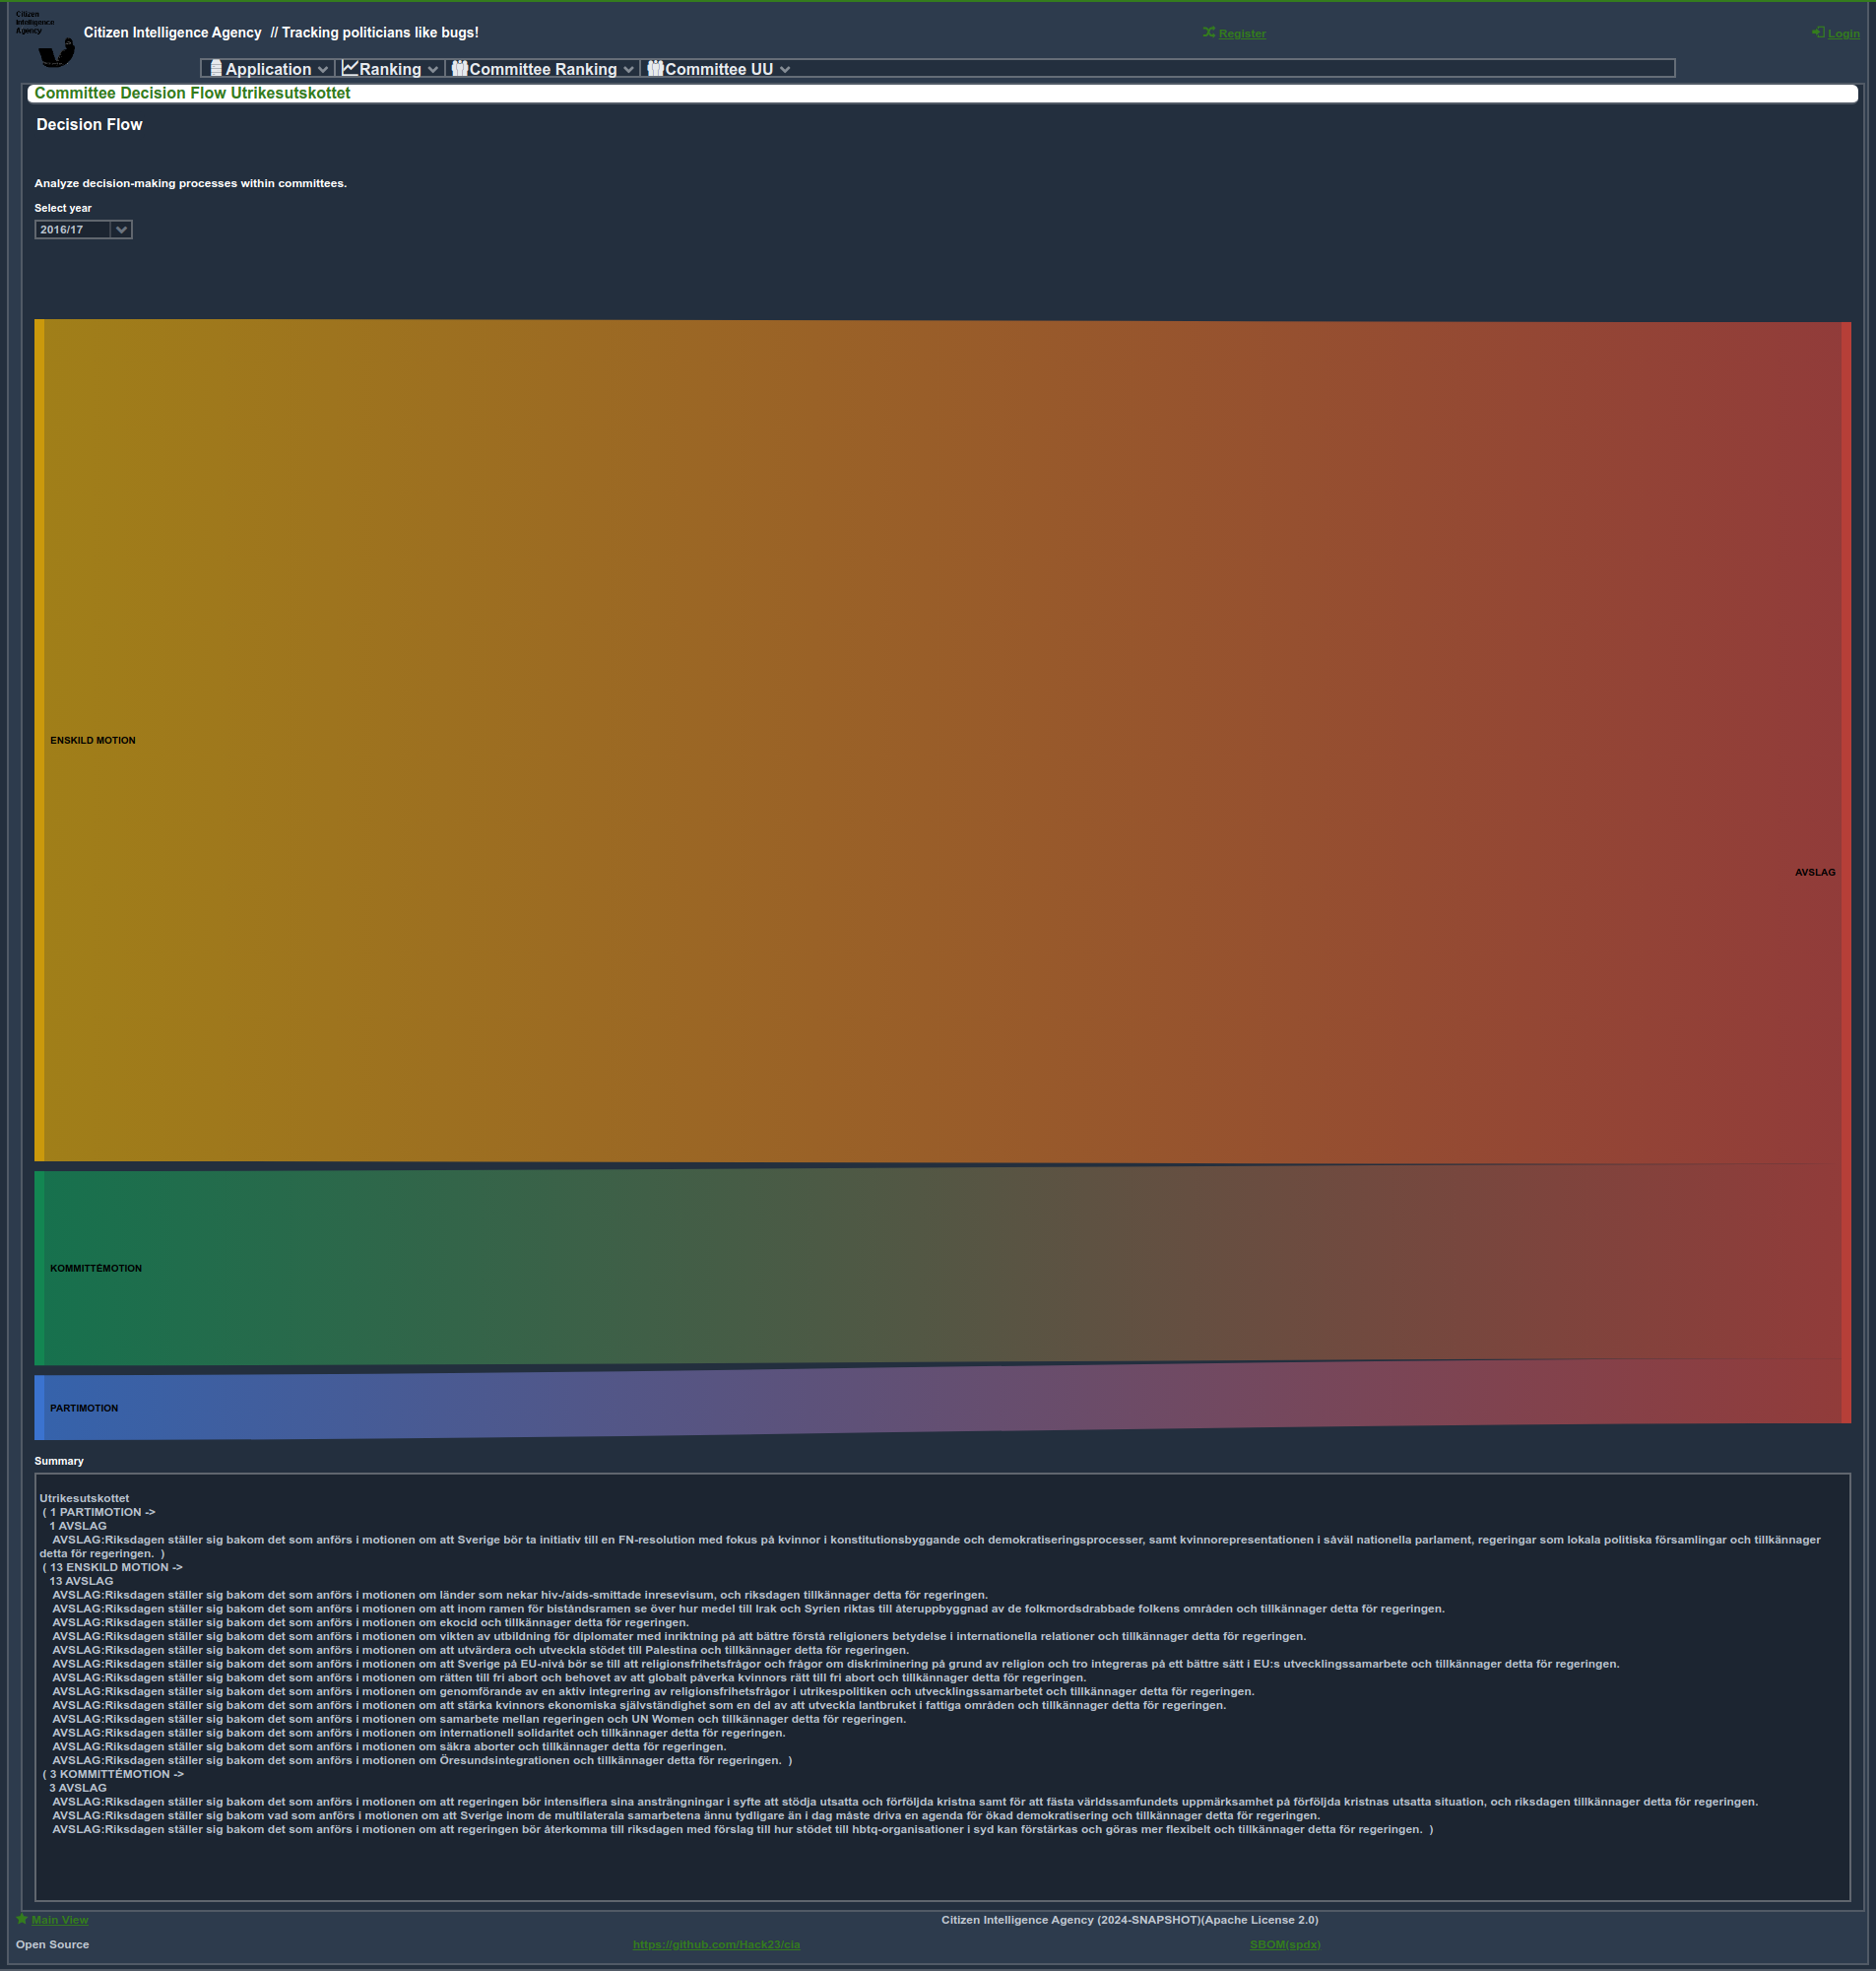 Citizen
Intelligence
Agency
Citizen Intelligence Agency // Tracking politicians like bugs!
Register
Login
Application
Ranking
Committee Ranking
Committee UU
Committee Decision Flow Utrikesutskottet
Decision Flow
Analyze decision-making processes within committees.
Select year
2016/17
ENSKILD MOTION
AVSLAG
KOMMITTÉMOTION
PARTIMOTION
Summary
Utrikesutskottet
( 1 PARTIMOTION ->
1 AVSLAG
AVSLAG:Riksdagen ställer sig bakom det som anförs i motionen om att Sverige bör ta initiativ till en FN-resolution med fokus på kvinnor i konstitutionsbyggande och demokratiseringsprocesser, samt kvinnorepresentationen i såväl nationella parlament, regeringar som lokala politiska församlingar och tillkännager
detta för regeringen. )
( 13 ENSKILD MOTION ->
13 AVSLAG
AVSLAG:Riksdagen ställer sig bakom det som anförs i motionen om länder som nekar hiv-/aids-smittade inresevisum, och riksdagen tillkännager detta för regeringen.
AVSLAG:Riksdagen ställer sig bakom det som anförs i motionen om att inom ramen för biståndsramen se över hur medel till Irak och Syrien riktas till återuppbyggnad av de folkmordsdrabbade folkens områden och tillkännager detta för regeringen.
AVSLAG:Riksdagen ställer sig bakom det som anförs i motionen om ekocid och tillkännager detta för regeringen.
AVSLAG:Riksdagen ställer sig bakom det som anförs i motionen om vikten av utbildning för diplomater med inriktning på att bättre förstå religioners betydelse i internationella relationer och tillkännager detta för regeringen.
AVSLAG:Riksdagen ställer sig bakom det som anförs i motionen om att utvärdera och utveckla stödet till Palestina och tillkännager detta för regeringen.
AVSLAG:Riksdagen ställer sig bakom det som anförs i motionen om att Sverige på EU-nivå bör se till att religionsfrihetsfrågor och frågor om diskriminering på grund av religion och tro integreras på ett bättre sätt i EU:s utvecklingssamarbete och tillkännager detta för regeringen.
AVSLAG:Riksdagen ställer sig bakom det som anförs i motionen om rätten till fri abort och behovet av att globalt påverka kvinnors rätt till fri abort och tillkännager detta för regeringen.
AVSLAG:Riksdagen ställer sig bakom det som anförs i motionen om genomförande av en aktiv integrering av religionsfrihetsfrågor i utrikespolitiken och utvecklingssamarbetet och tillkännager detta för regeringen.
AVSLAG:Riksdagen ställer sig bakom det som anförs i motionen om att stärka kvinnors ekonomiska självständighet som en del av att utveckla lantbruket i fattiga områden och tillkännager detta för regeringen.
AVSLAG:Riksdagen ställer sig bakom det som anförs i motionen om samarbete mellan regeringen och UN Women och tillkännager detta för regeringen.
AVSLAG:Riksdagen ställer sig bakom det som anförs i motionen om internationell solidaritet och tillkännager detta för regeringen.
AVSLAG:Riksdagen ställer sig bakom det som anförs i motionen om säkra aborter och tillkännager detta för regeringen.
AVSLAG:Riksdagen ställer sig bakom det som anförs i motionen om Öresundsintegrationen och tillkännager detta för regeringen. )
( 3 KOMMITTÉMOTION ->
3 AVSLAG
AVSLAG:Riksdagen ställer sig bakom det som anförs i motionen om att regeringen bör intensifiera sina ansträngningar i syfte att stödja utsatta och förföljda kristna samt för att fästa världssamfundets uppmärksamhet på förföljda kristnas utsatta situation, och riksdagen tillkännager detta för regeringen.
AVSLAG:Riksdagen ställer sig bakom vad som anförs i motionen om att Sverige inom de multilaterala samarbetena ännu tydligare än i dag måste driva en agenda för ökad demokratisering och tillkännager detta för regeringen.
AVSLAG:Riksdagen ställer sig bakom det som anförs i motionen om att regeringen bör återkomma till riksdagen med förslag till hur stödet till hbtq-organisationer i syd kan förstärkas och göras mer flexibelt och tillkännager detta för regeringen. )
Main View
Citizen Intelligence Agency (2024-SNAPSHOT)(Apache License 2.0)
Open Source
https://github.com/Hack23/cia
SBOM(spdx)